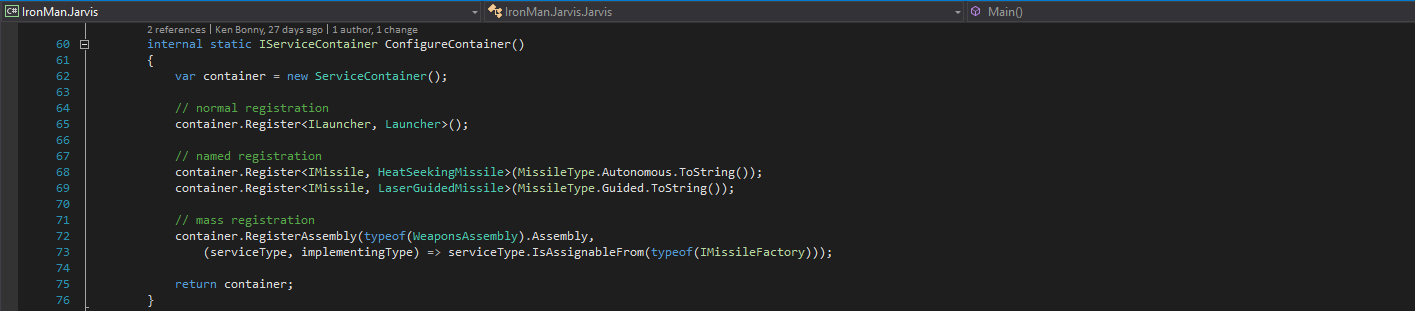 C# IronMan.Jarvis IronMan.Jarvis.Jarvis Main()
2 references | Ken Bonny, 27 days ago | 1 author, 1 change
60 internal static IServiceContainer ConfigureContainer()
61 {
62 var container = new ServiceContainer();
63
64 // normal registration
65 container.Register<ILauncher, Launcher>();
66
67 // named registration
68 container.Register<IMissile, HeatSeekingMissile>(MissileType.Autonomous.ToString());
69 container.Register<IMissile, LaserGuidedMissile>(MissileType.Guided.ToString());
70
71 // mass registration
72 container.RegisterAssembly(typeof(WeaponsAssembly).Assembly,
73 (serviceType, implementingType) => serviceType.IsAssignableFrom(typeof(IMissileFactory)));
74
75 return container;
76 }